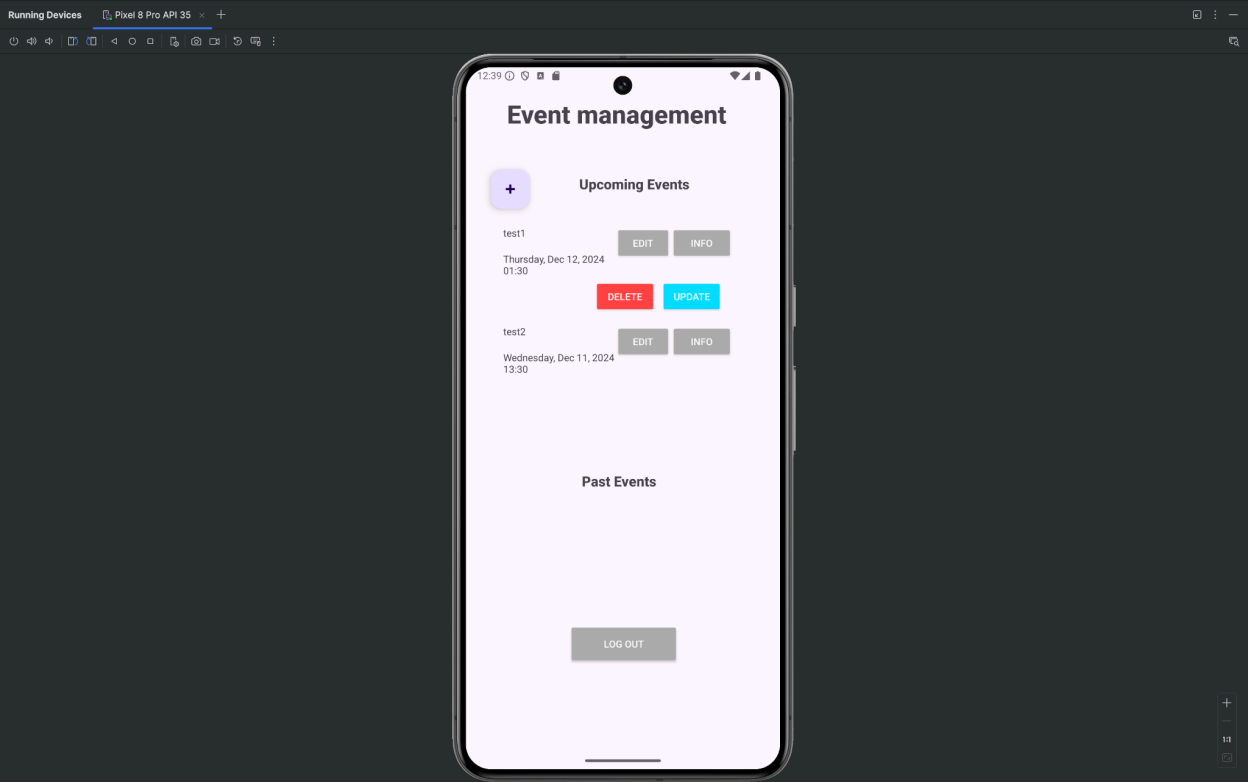 Running Devices
Pixel 8 Pro API 35
12:39
Event management
+
Upcoming Events
test1
EDIT
INFO
Thursday, Dec 12, 2024
01:30
DELETE
UPDATE
test2
EDIT
INFO
Wednesday, Dec 11, 2024
13:30
Past Events
LOG OUT
1:1